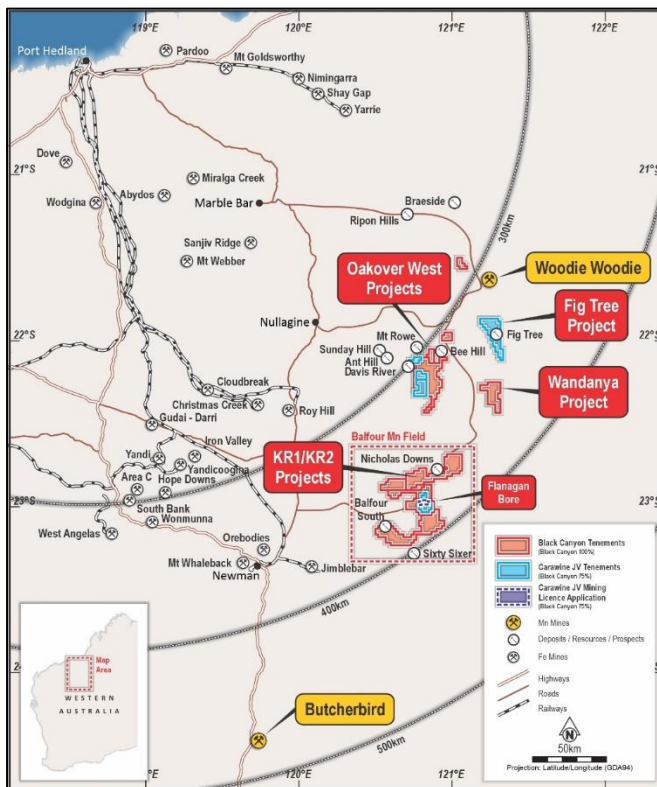 119°E
120°E
121°E
122°E
Port Hedland
Pardoo
Mt Goldsworthy
Nimingarra
Shay Gap
Yarrie
Dove
21°S
21°S
Miralga Creek
Abydos
Wodgina
Marble Bar
Braeside
Ripon Hills
300km
Sanjiv Ridge
Mt Webber
Oakover West
Projects
Woodie Woodie
Fig Tree
Project
Nullagine
22°S
22°S
Mt Rowe
Fig Tree
Sunday Hill
Bee Hill
Ant Hill
Davis River
Cloudbreak
Christmas Creek
Roy Hill
Wandanya
Project
Gudai - Darri
Iron Valley
Balfour Mn Field
KR1/KR2
Projects
Nicholas Downs
Yandi
Yandicoogina
Area C
Hope Downs
Flanagan
Bore
23°S
23°S
South Bank
Wonmunna
Balfour
South
West Angelas
Orebodies
Sixty Sixer
Mt Whaleback
Newman
Jimblebar
400km
Black Canyon Tenements
(Black Canyon 100%)
Carawine JV Tenements
(Black Canyon 75%)
Carawine JV Mining
Licence Application
(Black Canyon 75%)
Mn Mines
Deposits / Resources / Prospects
Fe Mines
Highways
Roads
Railways
N
50km
Projection: Latitude/Longitude (GDA94)
Map
Area
WESTERN
AUSTRALIA
Butcherbird
500km
119°E
120°E
121°E
122°E